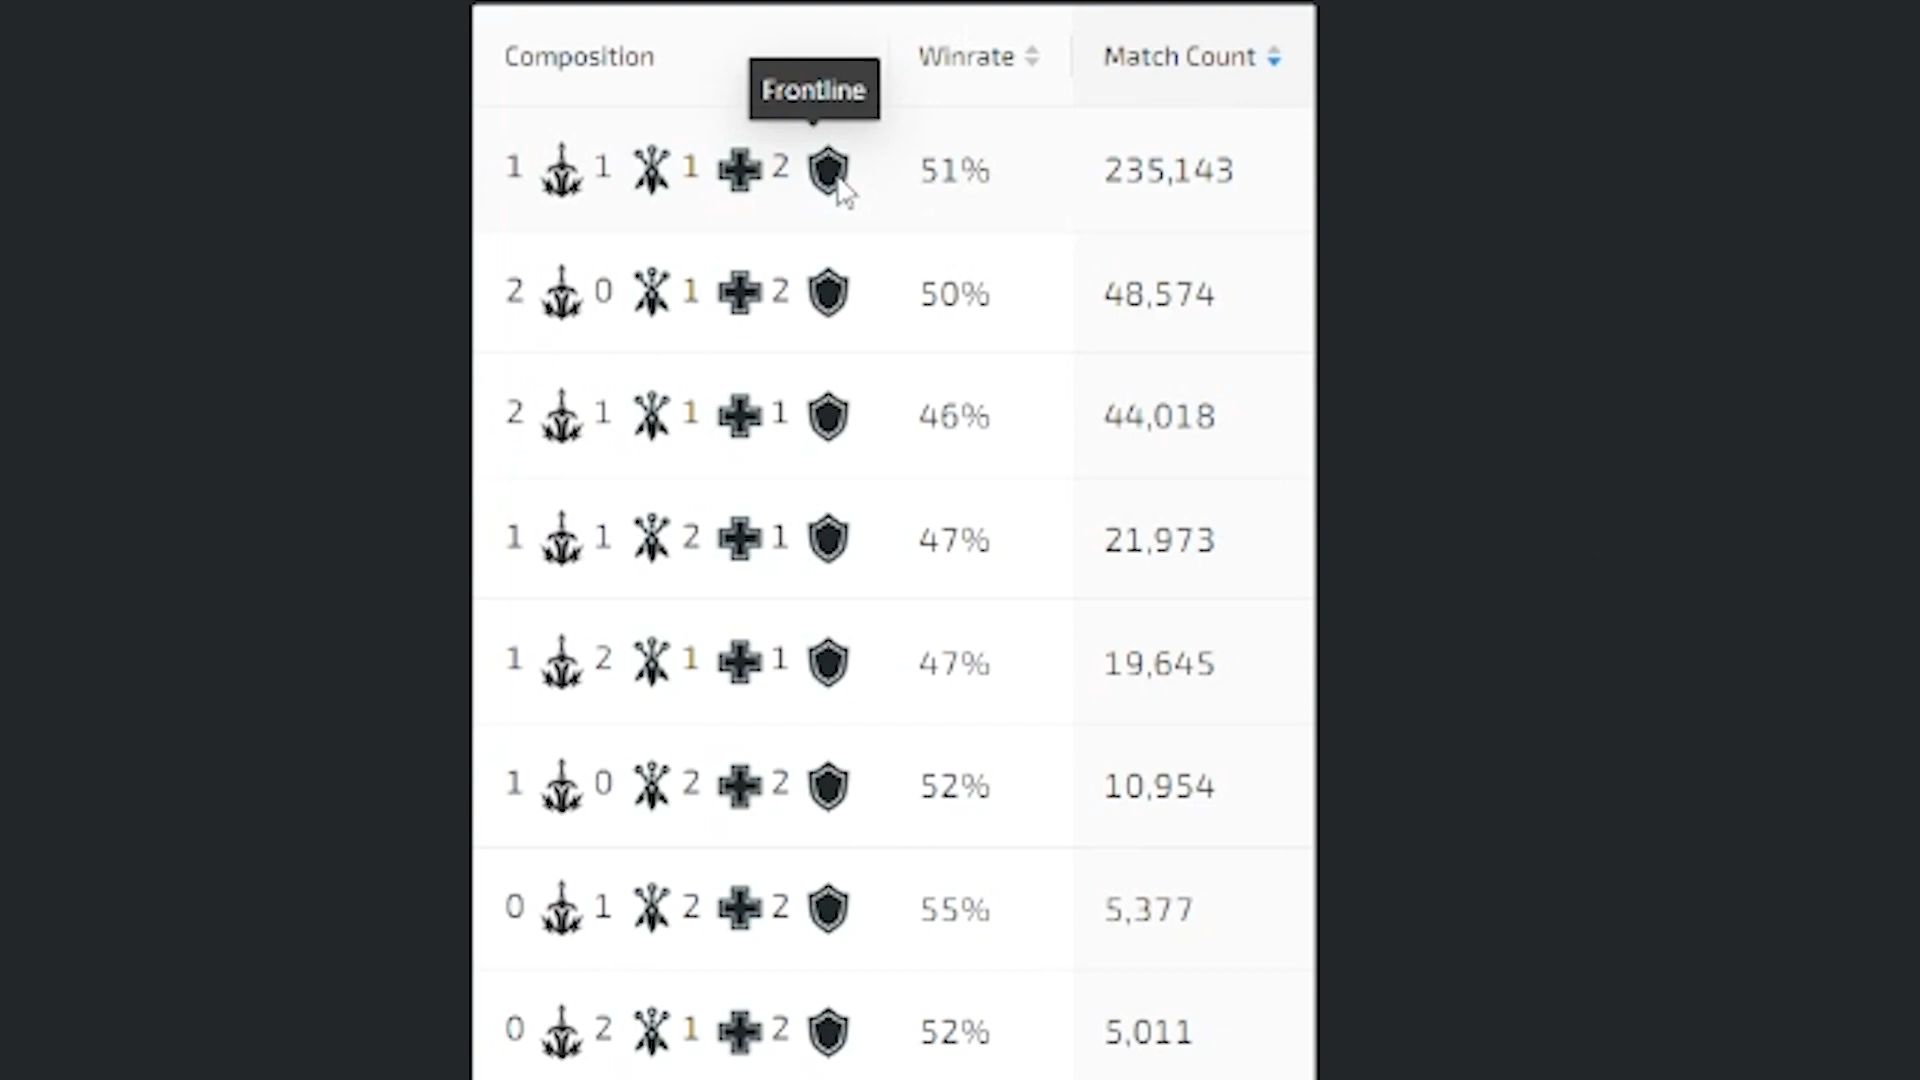 Composition Winrate Match Count
Frontline
1 1 1 2 51% 235,143
2 0 1 2 50% 48,574
2 1 1 1 46% 44,018
1 1 2 1 47% 21,973
1 2 1 1 47% 19,645
1 0 2 2 52% 10,954
0 1 2 2 55% 5,377
0 2 1 2 52% 5,011